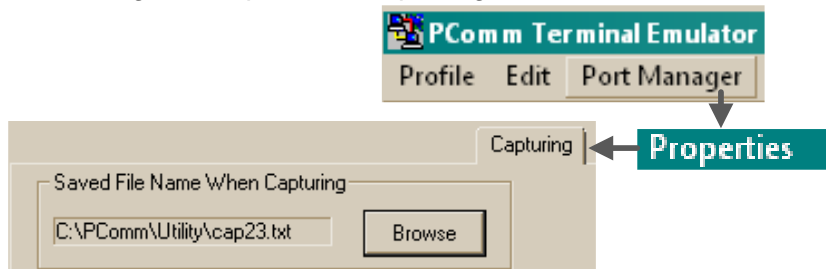 PComm Terminal Emulator
Profile Edit Port Manager
Capturing
Properties
Saved File Name When Capturing
C:\PComm\Utility\cap23.txt
Browse